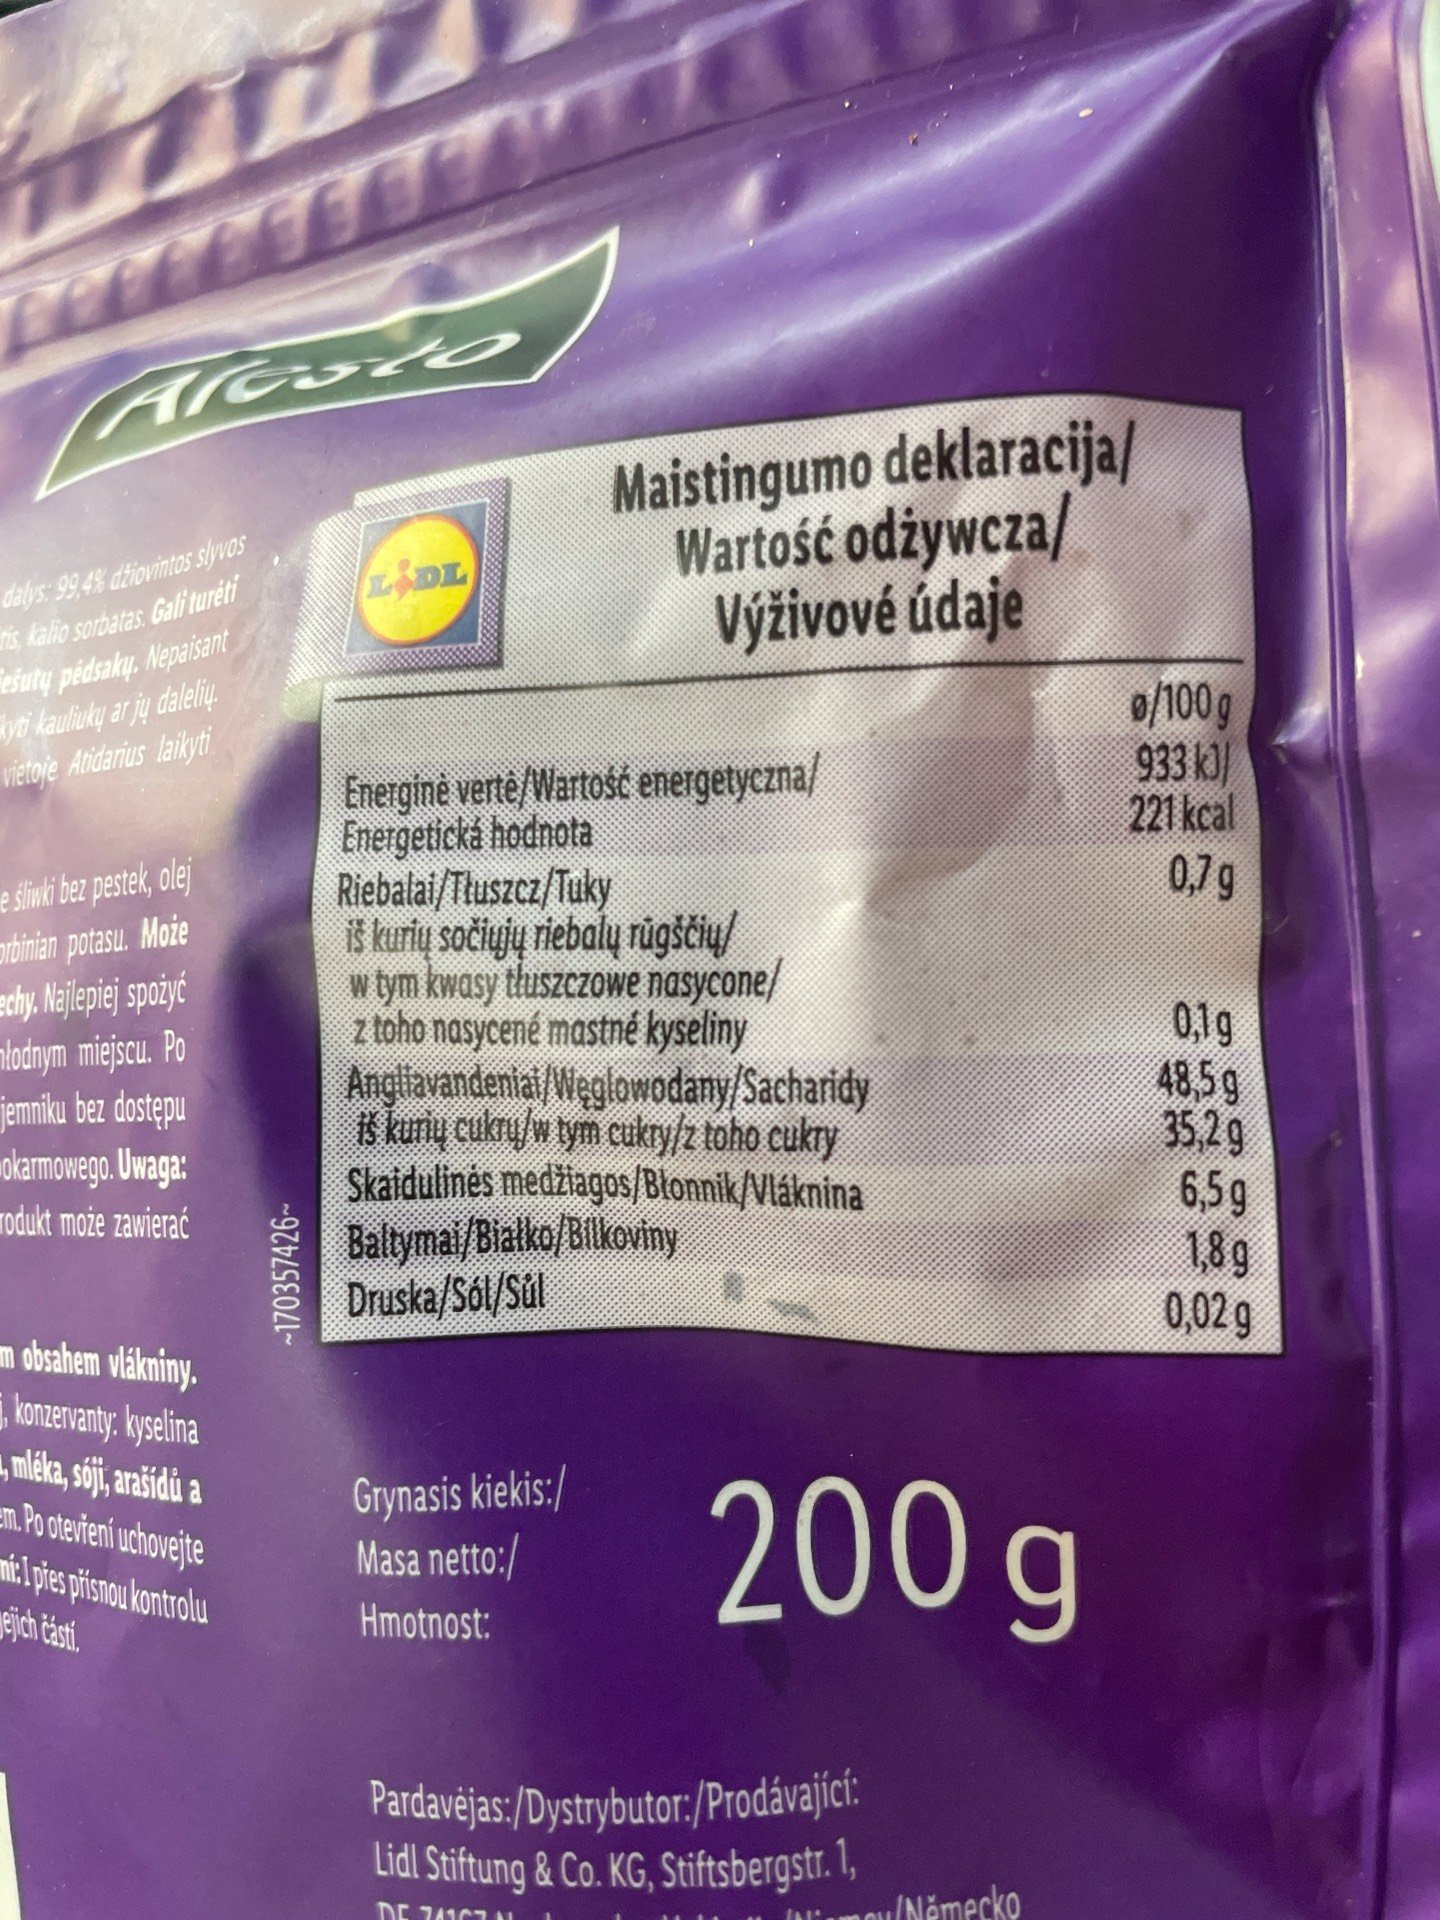 Alesto
dalys: 99,4% džiovintos slyvos
kalio sorbatas. Gali turėti
pėdsakų. Nepaisant
kauliukų ar jų dalelių.
vietoje Atidarius laikyti
śliwki bez pestek, olej
potasu. Może
Najlepiej spożyć
miejscu. Po
bez dostępu
Uwaga:
może zawierać
obsahem vlákniny.
konzervanty: kyselina
mléka, sóji, arašídů a
Po otevření uchovejte
I přes přísnou kontrolu
částí.
~170357426~
LIDL
Maistingumo deklaracija/
Wartość odżywcza/
Výživové údaje
ø/100 g
Energinė vertė/Wartość energetyczna/ 933 kJ/
Energetická hodnota 221 kcal
Riebalai/Tłuszcz/Tuky 0,7 g
iš kurių sočiųjų riebalų rūgščių/
w tym kwasy tłuszczowe nasycone/
z toho nasycené mastné kyseliny 0,1 g
Angliavandeniai/Węglowodany/Sacharidy 48,5 g
iš kurių cukrų/w tym cukry/z toho cukry 35,2 g
Skaidulinės medžiagos/Błonnik/Vláknina 6,5 g
Baltymai/Białko/Bílkoviny 1,8 g
Druska/Sól/Sůl 0,02 g
Grynasis kiekis:/
Masa netto:/
Hmotnost:
200 g
Pardavėjas:/Dystrybutor:/Prodávající:
Lidl Stiftung & Co. KG, Stiftsbergstr. 1,
/Německo